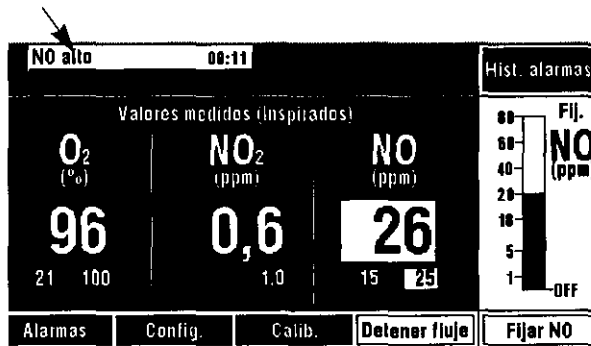 NO alto 00:11
Hist. alarmas
Valores medidos (Inspirados)
O2 NO2 NO
(%) (ppm) (ppm)
96 0,6 26
21 100 1.0 15 25
Fij.
NO
(ppm
80
60
40
20
10
5
1
OFF
Alarmas Config. Calib. Detener flujo Fijar NO